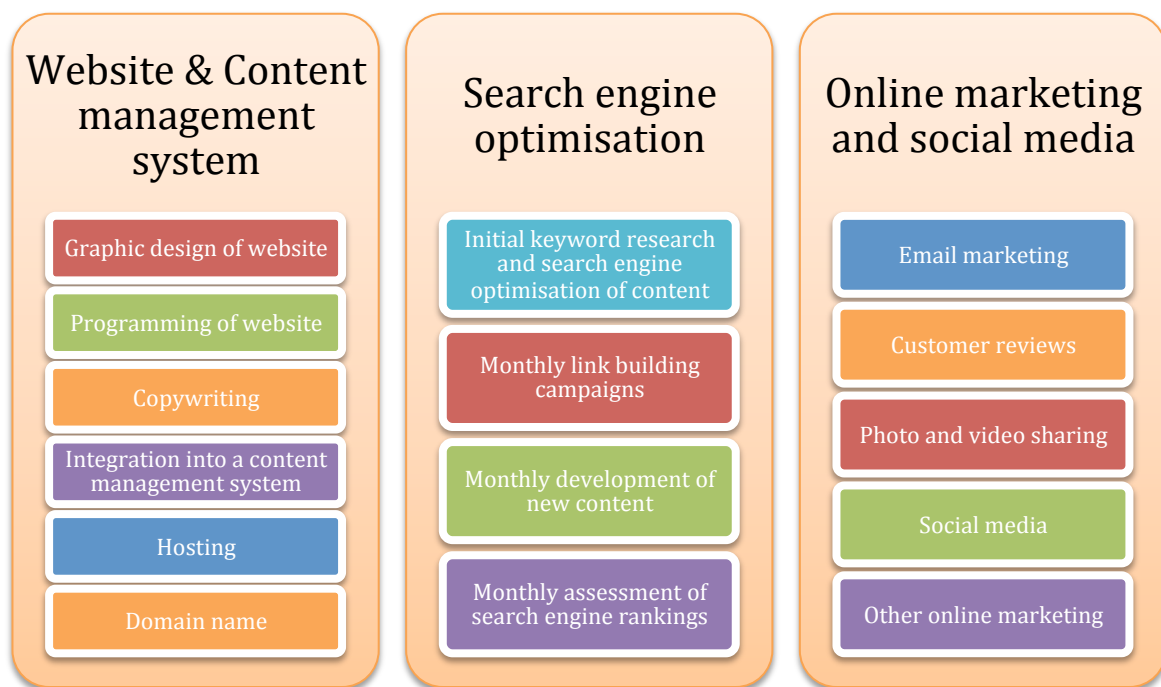 Website & Content
management
system
Graphic design of website
Programming of website
Copywriting
Integration into a content
management system
Hosting
Domain name
Search engine
optimisation
Initial keyword research
and search engine
optimisation of content
Monthly link building
campaigns
Monthly development of
new content
Monthly assessment of
search engine rankings
Online marketing
and social media
Email marketing
Customer reviews
Photo and video sharing
Social media
Other online marketing